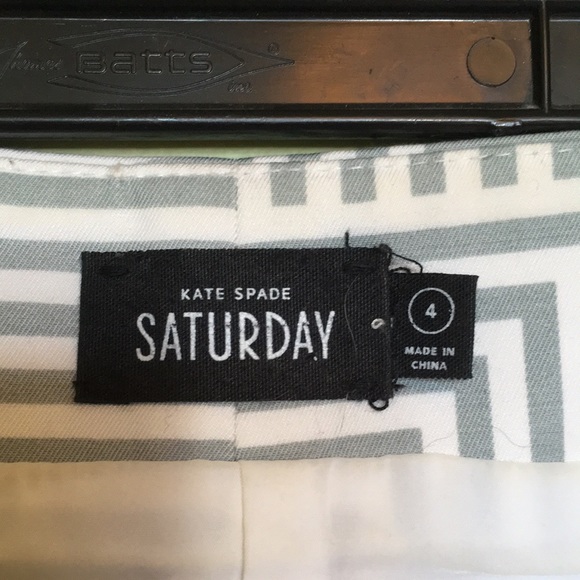 Batts
®
KATE SPADE
SATURDAY
4
MADE IN
CHINA